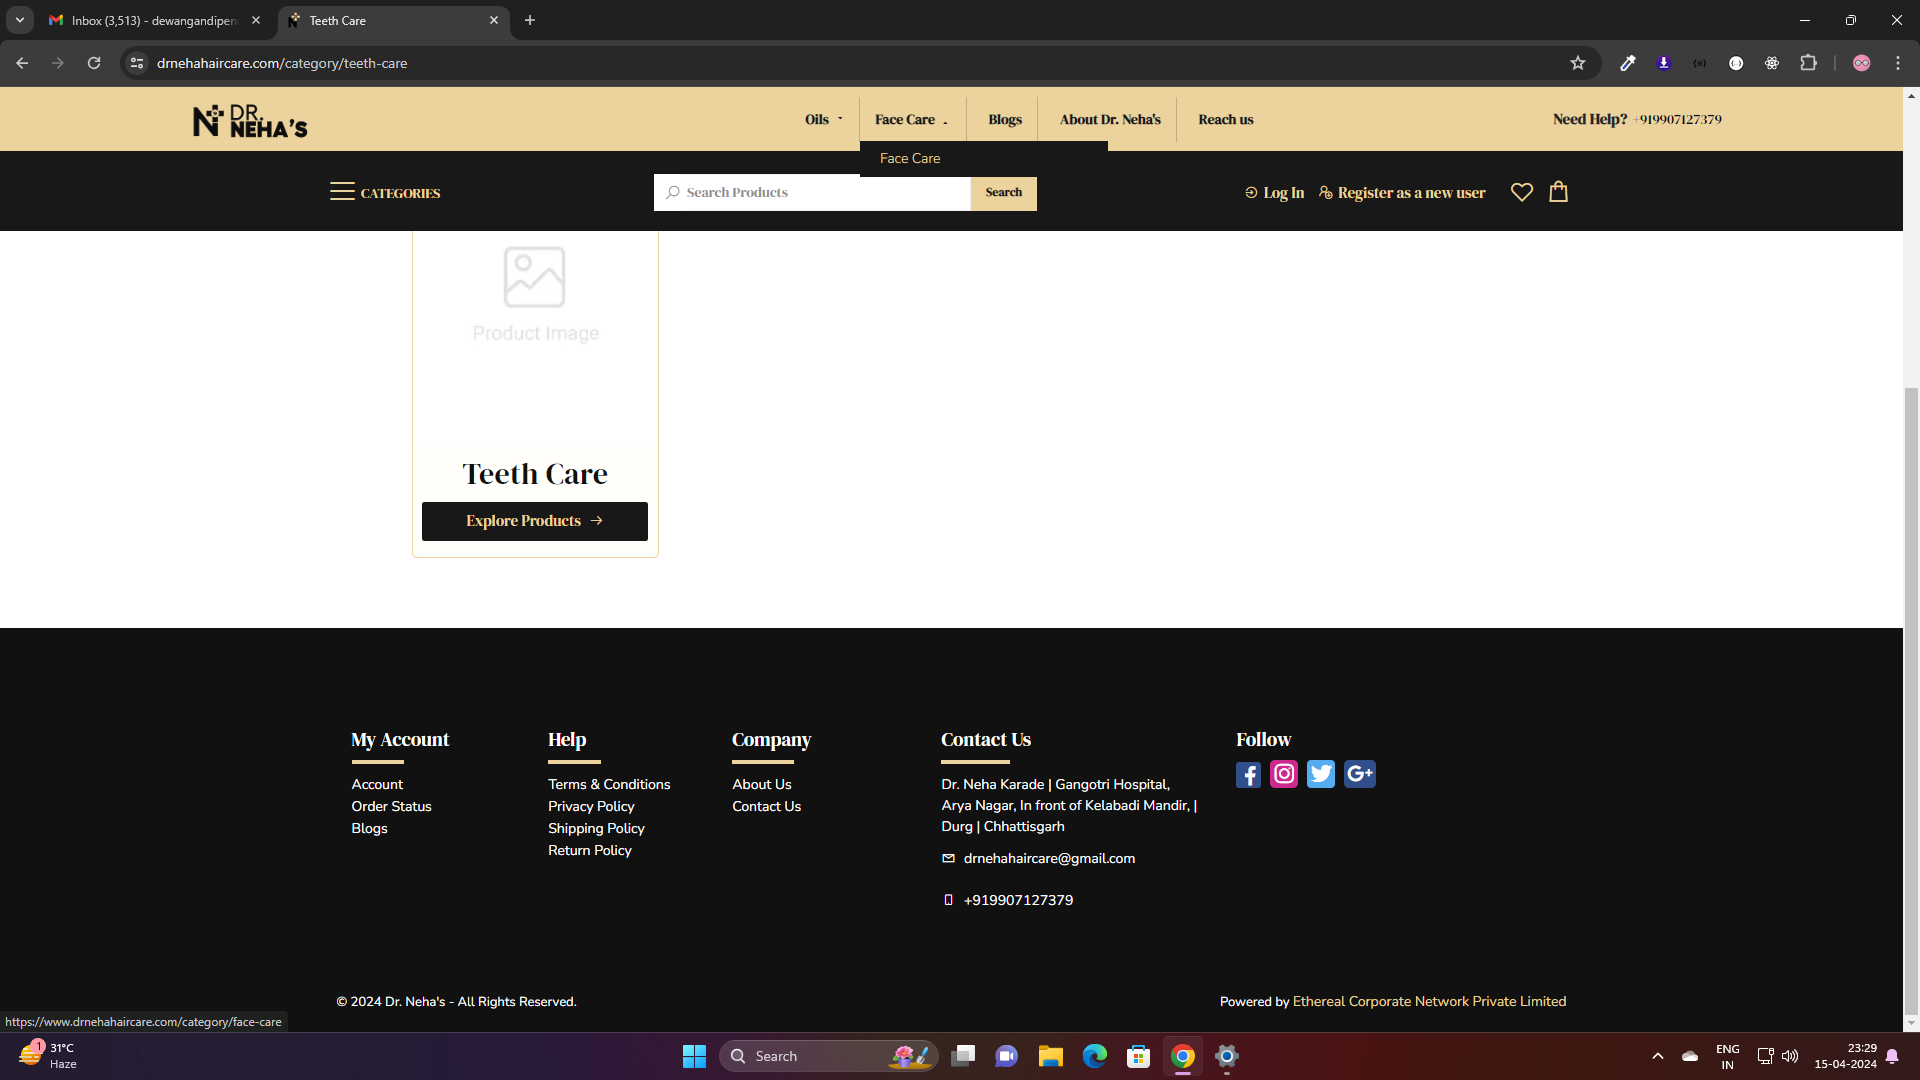 Inbox (3,513) - dewangandipen
Teeth Care
drnehahaircare.com/category/teeth-care
DR. NEHA'S
Oils
Face Care
Blogs
About Dr. Neha's
Reach us
Need Help? +919907127379
Face Care
CATEGORIES
Search Products
Search
Log In
Register as a new user
Product Image
Teeth Care
Explore Products
My Account
Account
Order Status
Blogs
Help
Terms & Conditions
Privacy Policy
Shipping Policy
Return Policy
Company
About Us
Contact Us
Contact Us
Dr. Neha Karade | Gangotri Hospital,
Arya Nagar, In front of Kelabadi Mandir, |
Durg | Chhattisgarh
drnehahaircare@gmail.com
+919907127379
Follow
© 2024 Dr. Neha's - All Rights Reserved.
Powered by Ethereal Corporate Network Private Limited
https://www.drnehahaircare.com/category/face-care
1
31°C
Haze
Search
ENG
IN
23:29
15-04-2024